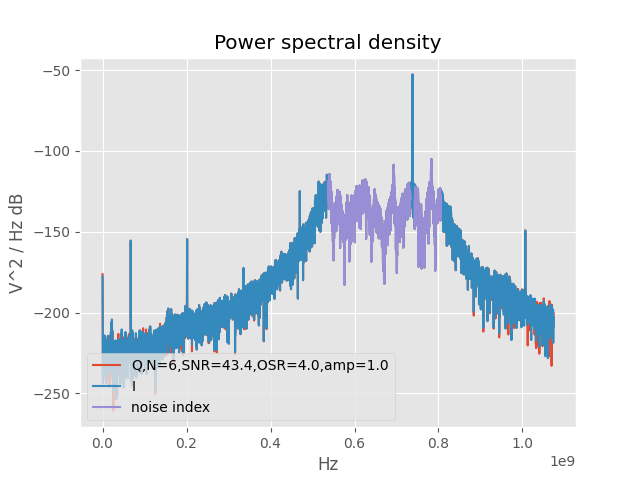 Power spectral density
V^2 / Hz dB
−50
−100
−150
−200
−250
Q,N=6,SNR=43.4,OSR=4.0,amp=1.0
I
noise index
0.0 0.2 0.4 0.6 0.8 1.0
1e9
Hz